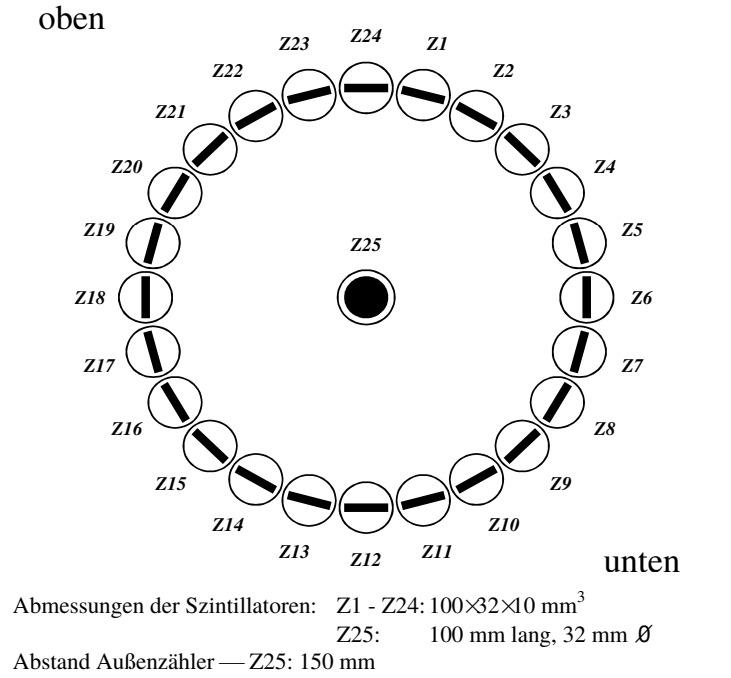 oben
Z24
Z23
Z1
Z22
Z2
Z21
Z3
Z20
Z4
Z19
Z5
Z25
Z18
Z6
Z17
Z7
Z16
Z8
Z15
Z9
Z14
Z10
Z13
Z11
Z12
unten
Abmessungen der Szintillatoren: Z1 - Z24: 100×32×10 mm³
Z25: 100 mm lang, 32 mm Ø
Abstand Außenzähler — Z25: 150 mm